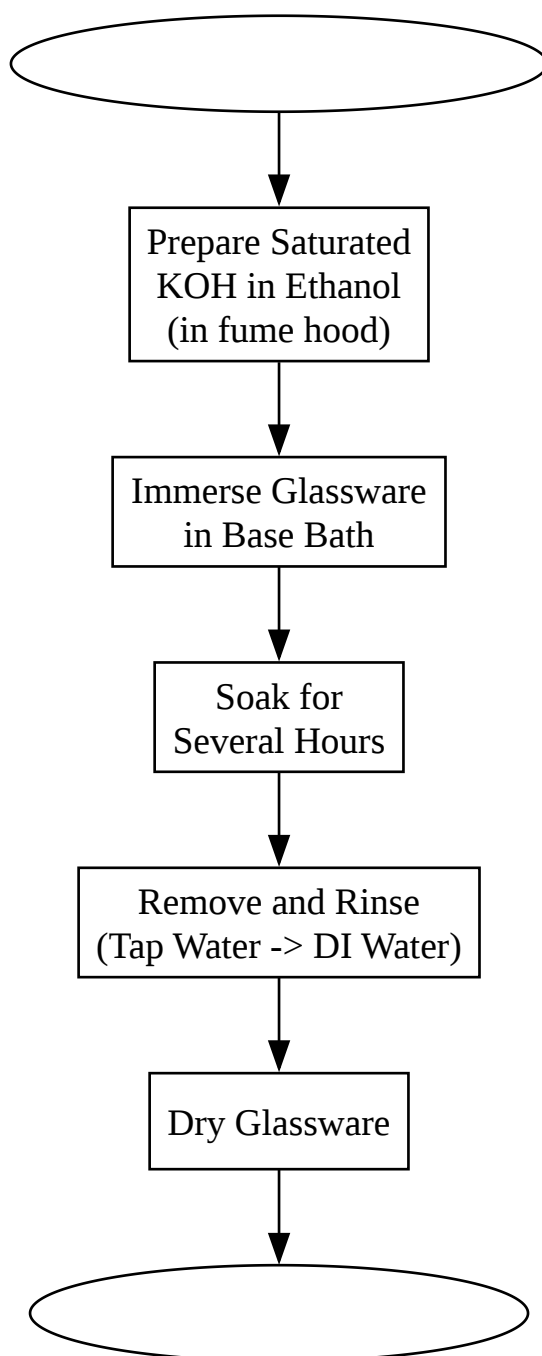 Prepare Saturated
KOH in Ethanol
(in fume hood)
Immerse Glassware
in Base Bath
Soak for
Several Hours
Remove and Rinse
(Tap Water -> DI Water)
Dry Glassware